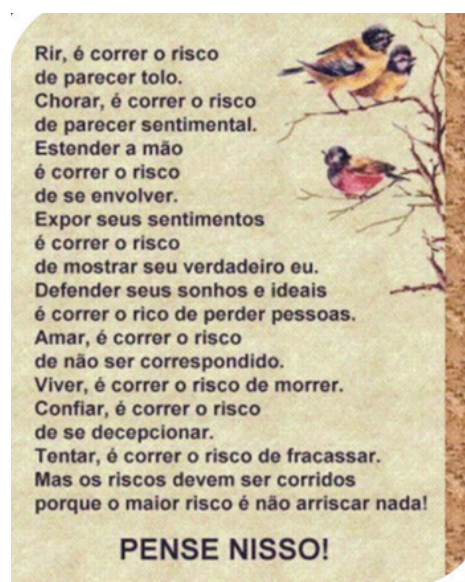 Rir, é correr o risco
de parecer tolo.
Chorar, é correr o risco
de parecer sentimental.
Estender a mão
é correr o risco
de se envolver.
Expor seus sentimentos
é correr o risco
de mostrar seu verdadeiro eu.
Defender seus sonhos e ideais
é correr o rico de perder pessoas.
Amar, é correr o risco
de não ser correspondido.
Viver, é correr o risco de morrer.
Confiar, é correr o risco
de se decepcionar.
Tentar, é correr o risco de fracassar.
Mas os riscos devem ser corridos
porque o maior risco é não arriscar nada!
PENSE NISSO!